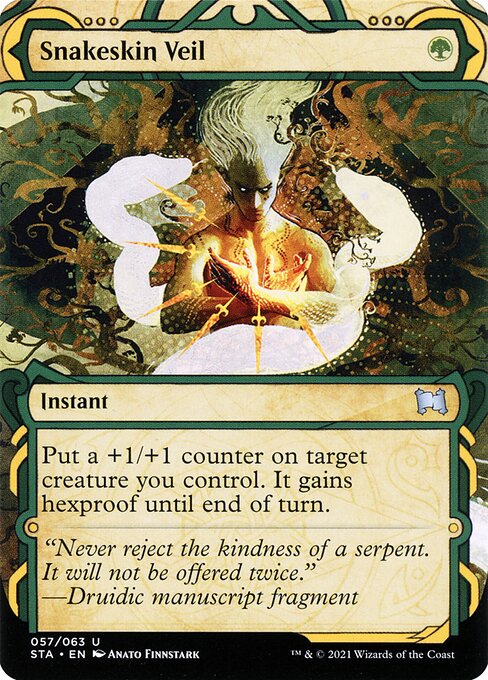 Snakeskin Veil
Instant
Put a +1/+1 counter on target
creature you control. It gains
hexproof until end of turn.
“Never reject the kindness of a serpent.
It will not be offered twice.”
—Druidic manuscript fragment
057/063 U
STA • EN Anato Finnstark
™ & © 2021 Wizards of the Coast